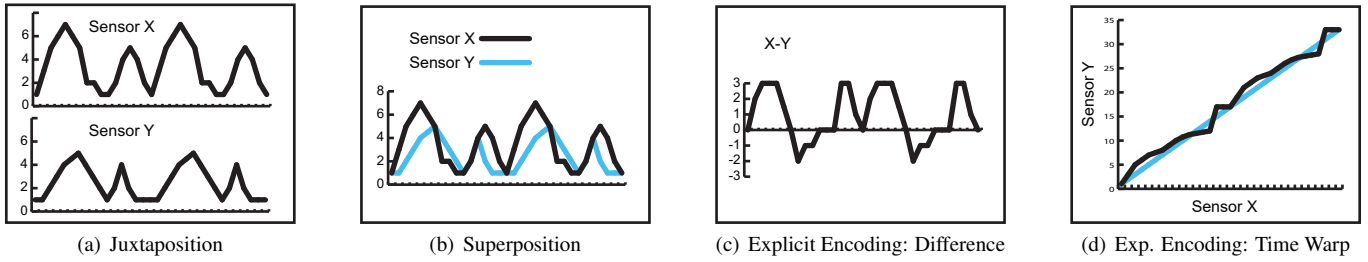 Sensor X
6
4
2
0
Sensor Y
6
4
2
0
(a) Juxtaposition
Sensor X
Sensor Y
8
6
4
2
0
(b) Superposition
X-Y
3
2
1
0
-1
-2
-3
(c) Explicit Encoding: Difference
35
30
25
20
15
10
5
0
Sensor Y
Sensor X
(d) Exp. Encoding: Time Warp